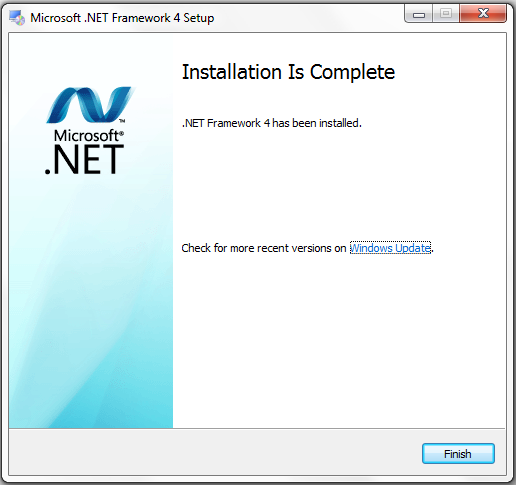 Microsoft .NET Framework 4 Setup
Installation Is Complete
.NET Framework 4 has been installed.
Microsoft®
.NET™
Check for more recent versions on Windows Update.
Finish